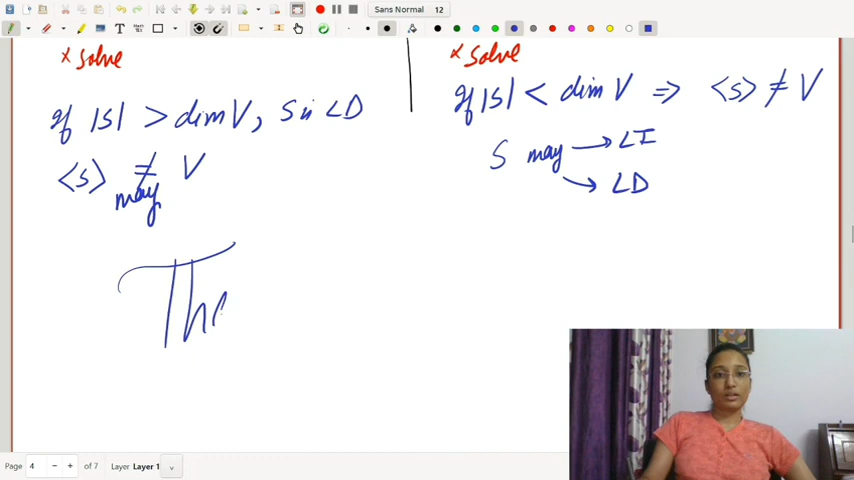 Sans Normal 12
× Solve
If |S| > dim V, S is LD
<S> ≠ V
may
× Solve
If |S| < dim V ⇒ <S> ≠ V
S may → LI
→ LD
Tha
Page 4 - + of 7 Layer Layer 1